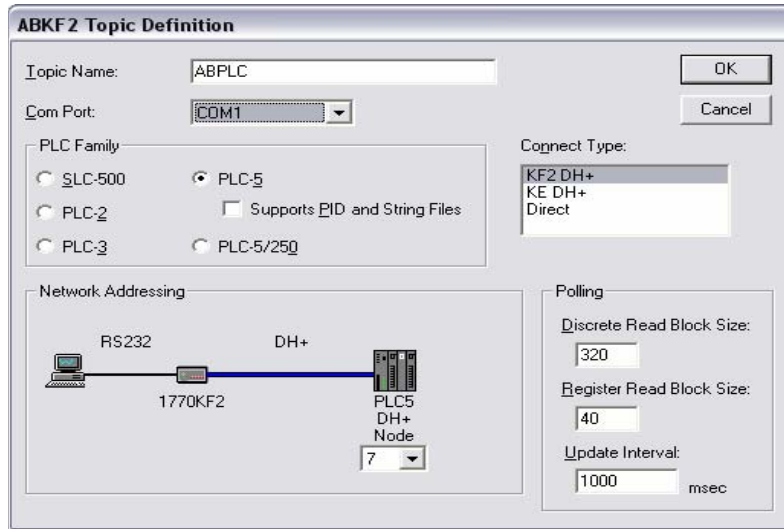 ABKF2 Topic Definition
Topic Name: ABPLC
OK
Com Port: COM1
Cancel
PLC Family
SLC-500
PLC-5
PLC-2
Supports PID and String Files
PLC-3
PLC-5/250
Connect Type:
KF2 DH+
KE DH+
Direct
Network Addressing
RS232
DH+
1770KF2
PLC5
DH+
Node
7
Polling
Discrete Read Block Size:
320
Register Read Block Size:
40
Update Interval:
1000 msec